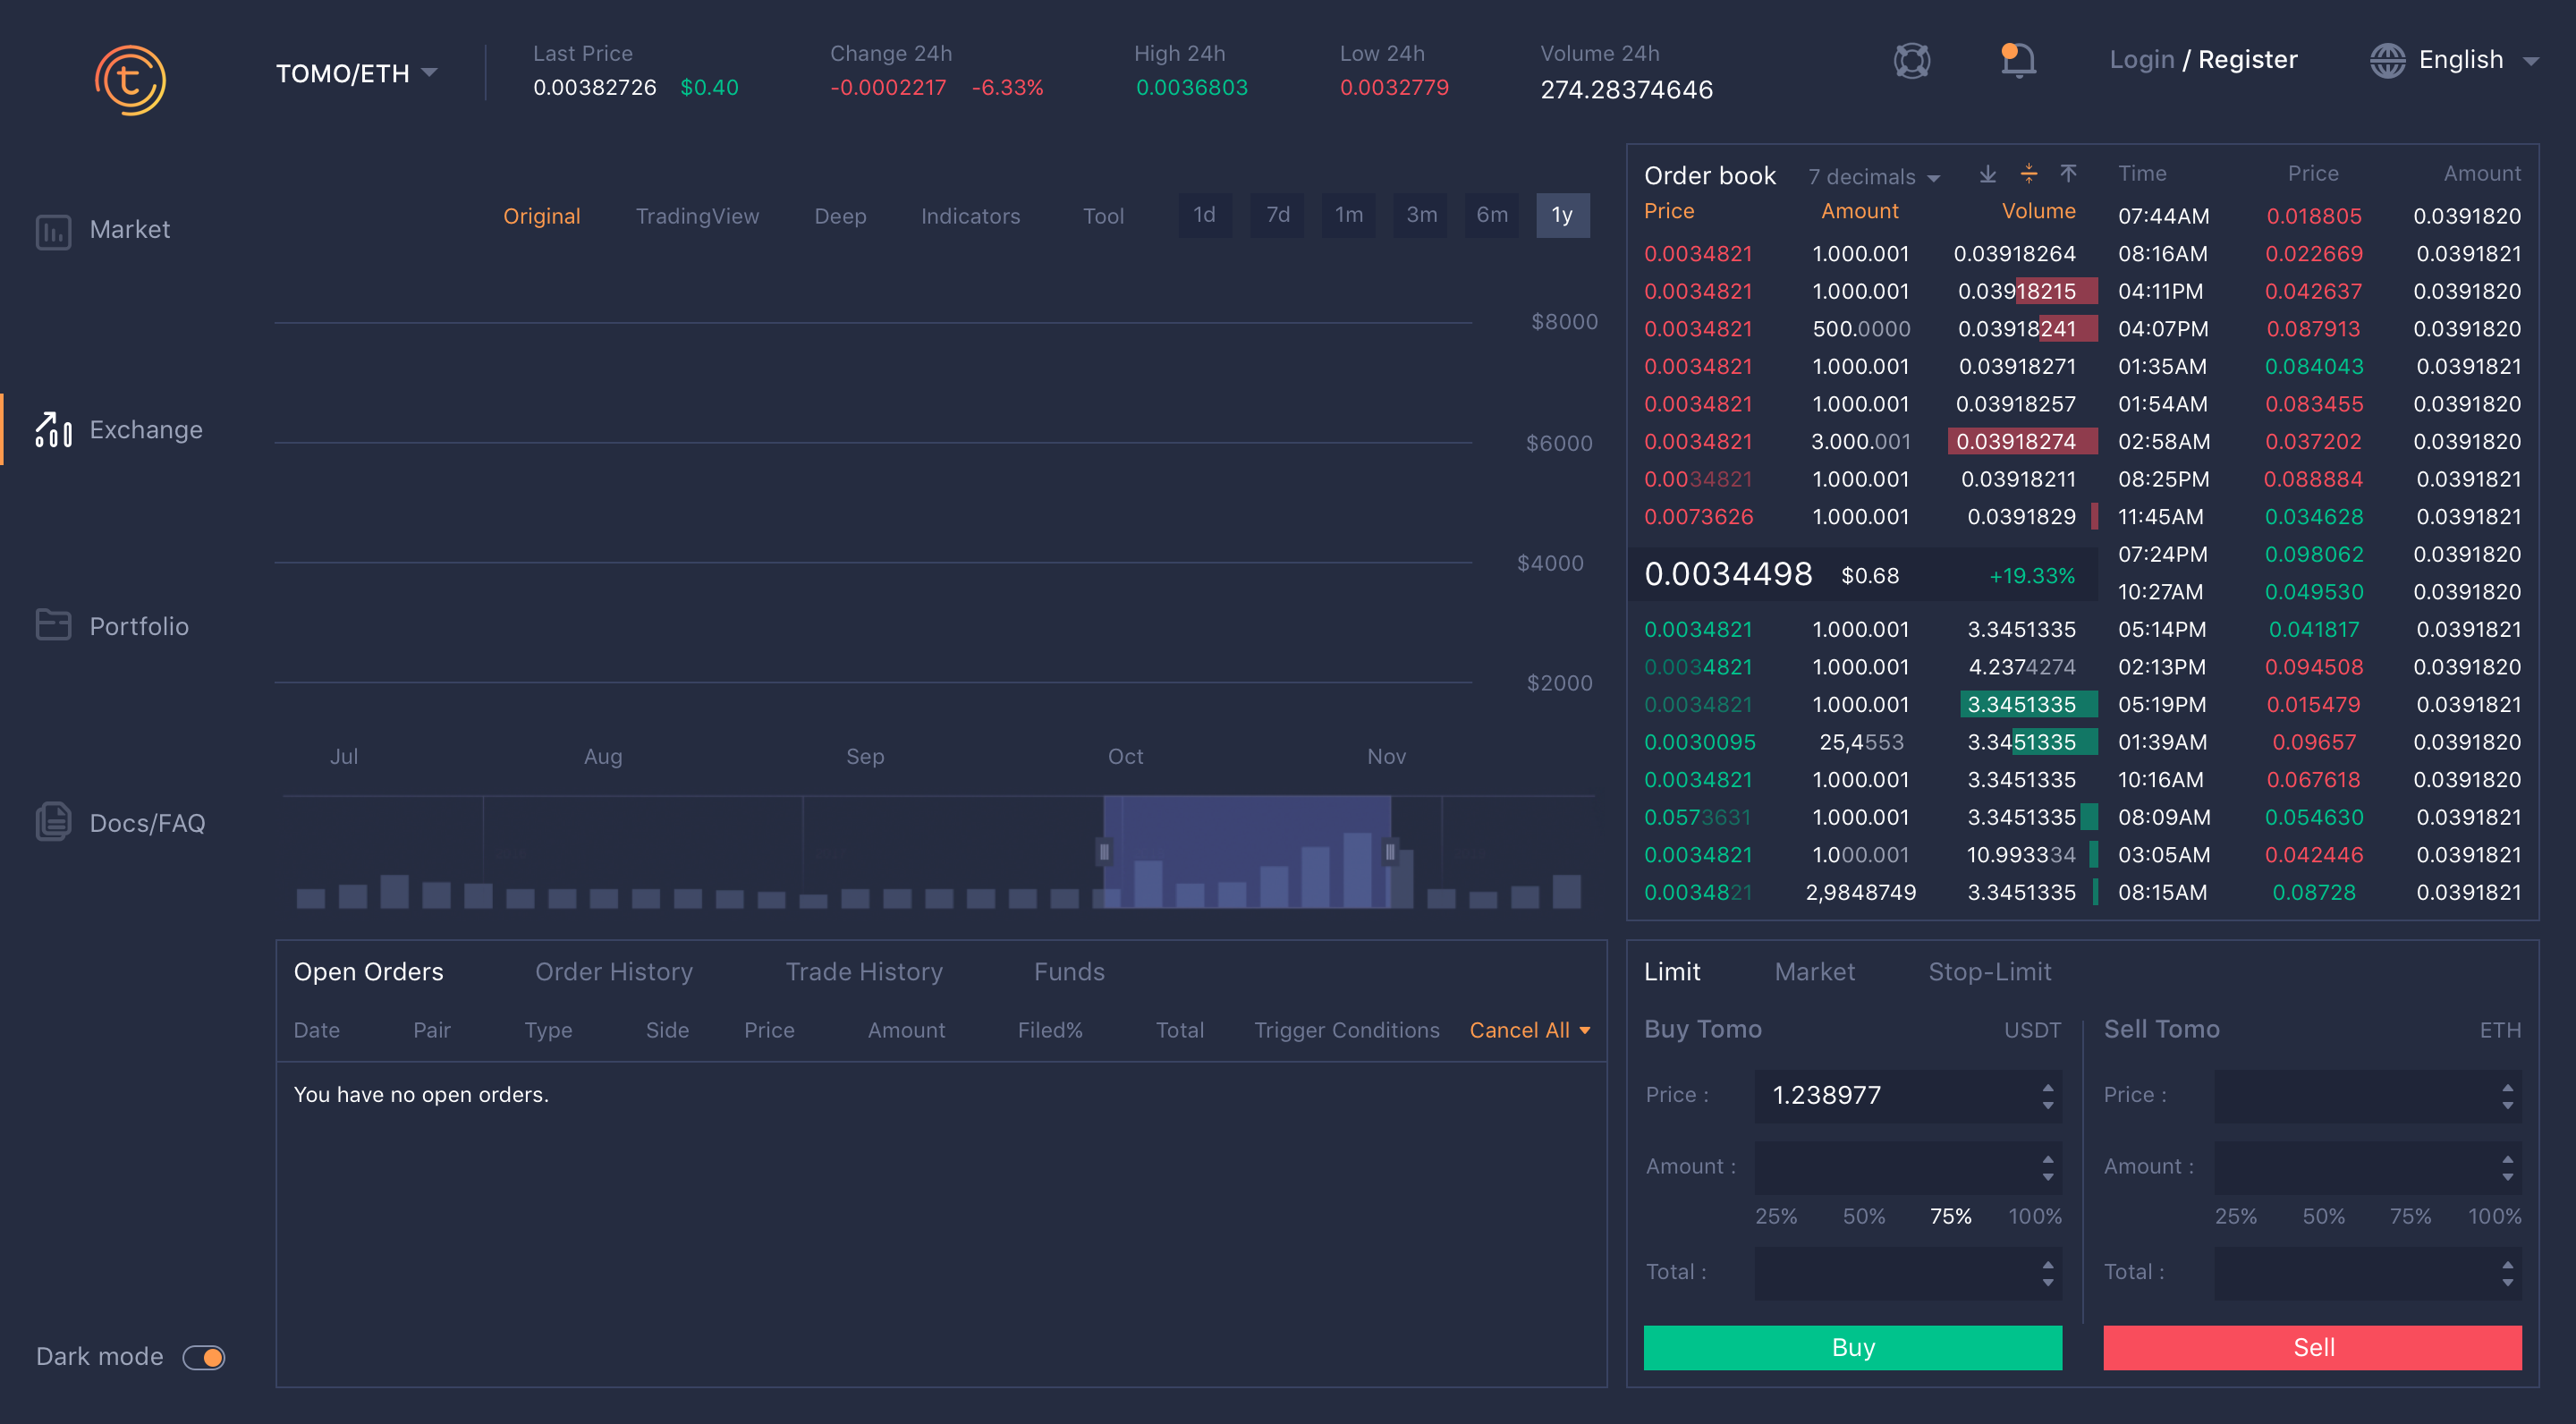 TOMO/ETH
Last Price
0.00382726 $0.40
Change 24h
-0.0002217 -6.33%
High 24h
0.0036803
Low 24h
0.0032779
Volume 24h
274.28374646
Login / Register
English
Market
Exchange
Portfolio
Docs/FAQ
Dark mode
Original TradingView Deep Indicators Tool 1d 7d 1m 3m 6m 1y
$8000
$6000
$4000
$2000
Jul Aug Sep Oct Nov
Order book 7 decimals
Price Amount Volume
0.0034821 1.000.001 0.03918264
0.0034821 1.000.001 0.03918215
0.0034821 500.0000 0.03918241
0.0034821 1.000.001 0.03918271
0.0034821 1.000.001 0.03918257
0.0034821 3.000.001 0.03918274
0.0034821 1.000.001 0.03918211
0.0073626 1.000.001 0.0391829
0.0034498 $0.68 +19.33%
0.0034821 1.000.001 3.3451335
0.0034821 1.000.001 4.2374274
0.0034821 1.000.001 3.3451335
0.0030095 25,4553 3.3451335
0.0034821 1.000.001 3.3451335
0.0573631 1.000.001 3.3451335
0.0034821 1.000.001 10.993334
0.0034821 2,9848749 3.3451335
Time Price Amount
07:44AM 0.018805 0.0391820
08:16AM 0.022669 0.0391821
04:11PM 0.042637 0.0391820
04:07PM 0.087913 0.0391820
01:35AM 0.084043 0.0391821
01:54AM 0.083455 0.0391820
02:58AM 0.037202 0.0391820
08:25PM 0.088884 0.0391821
11:45AM 0.034628 0.0391821
07:24PM 0.098062 0.0391820
10:27AM 0.049530 0.0391820
05:14PM 0.041817 0.0391821
02:13PM 0.094508 0.0391820
05:19PM 0.015479 0.0391820
01:39AM 0.09657 0.0391820
10:16AM 0.067618 0.0391820
08:09AM 0.054630 0.0391821
03:05AM 0.042446 0.0391821
08:15AM 0.08728 0.0391821
Open Orders Order History Trade History Funds
Date Pair Type Side Price Amount Filed% Total Trigger Conditions Cancel All
You have no open orders.
Limit Market Stop-Limit
Buy Tomo USDT
Price : 1.238977
Amount :
25% 50% 75% 100%
Total :
Buy
Sell Tomo ETH
Price :
Amount :
25% 50% 75% 100%
Total :
Sell